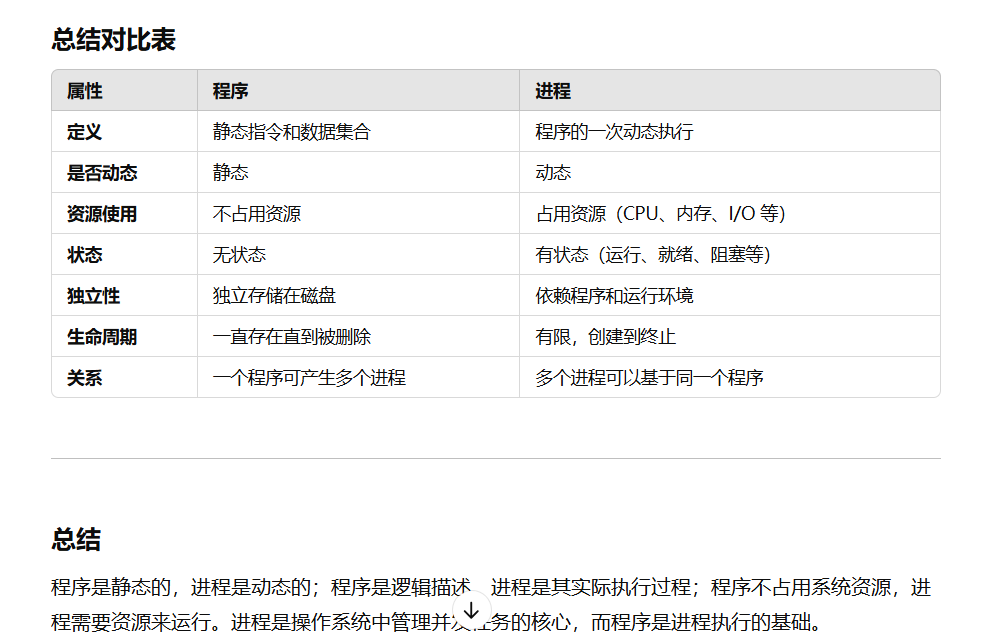 总结对比表
属性 程序 进程
定义 静态指令和数据集合 程序的一次动态执行
是否动态 静态 动态
资源使用 不占用资源 占用资源（CPU、内存、I/O 等）
状态 无状态 有状态（运行、就绪、阻塞等）
独立性 独立存储在磁盘 依赖程序和运行环境
生命周期 一直存在直到被删除 有限，创建到终止
关系 一个程序可产生多个进程 多个进程可以基于同一个程序
总结
程序是静态的，进程是动态的；程序是逻辑描述，进程是其实际执行过程；程序不占用系统资源，进
程需要资源来运行。进程是操作系统中管理并发任务的核心，而程序是进程执行的基础。